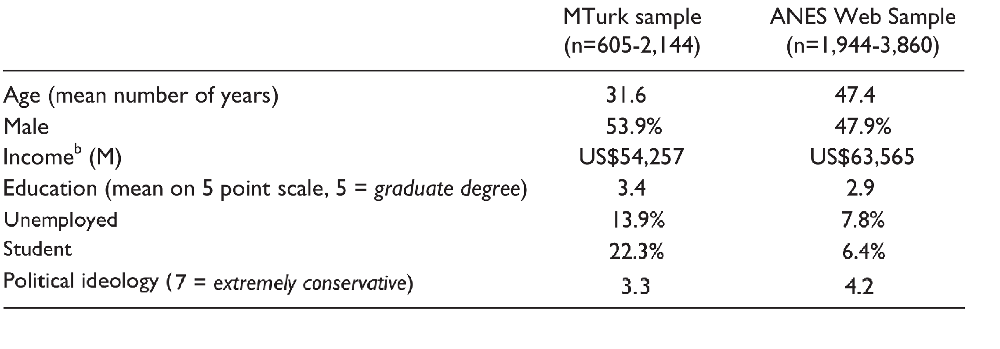 MTurk sample ANES Web Sample
(n=605-2,144) (n=1,944-3,860)
Age (mean number of years) 31.6 47.4
Male 53.9% 47.9%
Incomeᵇ (M) US$54,257 US$63,565
Education (mean on 5 point scale, 5 = graduate degree) 3.4 2.9
Unemployed 13.9% 7.8%
Student 22.3% 6.4%
Political ideology (7 = extremely conservative) 3.3 4.2